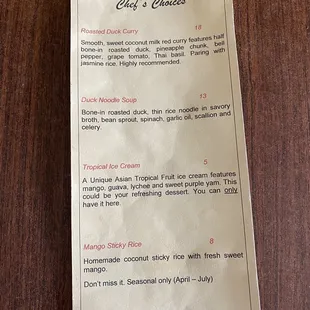 Chef's Choices
Roasted Duck Curry 18
Smooth, sweet coconut milk red curry features half
bone-in roasted duck, pineapple chunk, bell
pepper, grape tomato, Thai basil. Paring with
jasmine rice. Highly recommended.
Duck Noodle Soup 13
Bone-in roasted duck, thin rice noodle in savory
broth, bean sprout, spinach, garlic oil, scallion and
celery.
Tropical Ice Cream 5
A Unique Asian Tropical Fruit ice cream features
mango, guava, lychee and sweet purple yam. This
could be your refreshing dessert. You can only
have it here.
Mango Sticky Rice 8
Homemade coconut sticky rice with fresh sweet
mango.
Don't miss it. Seasonal only (April – July)